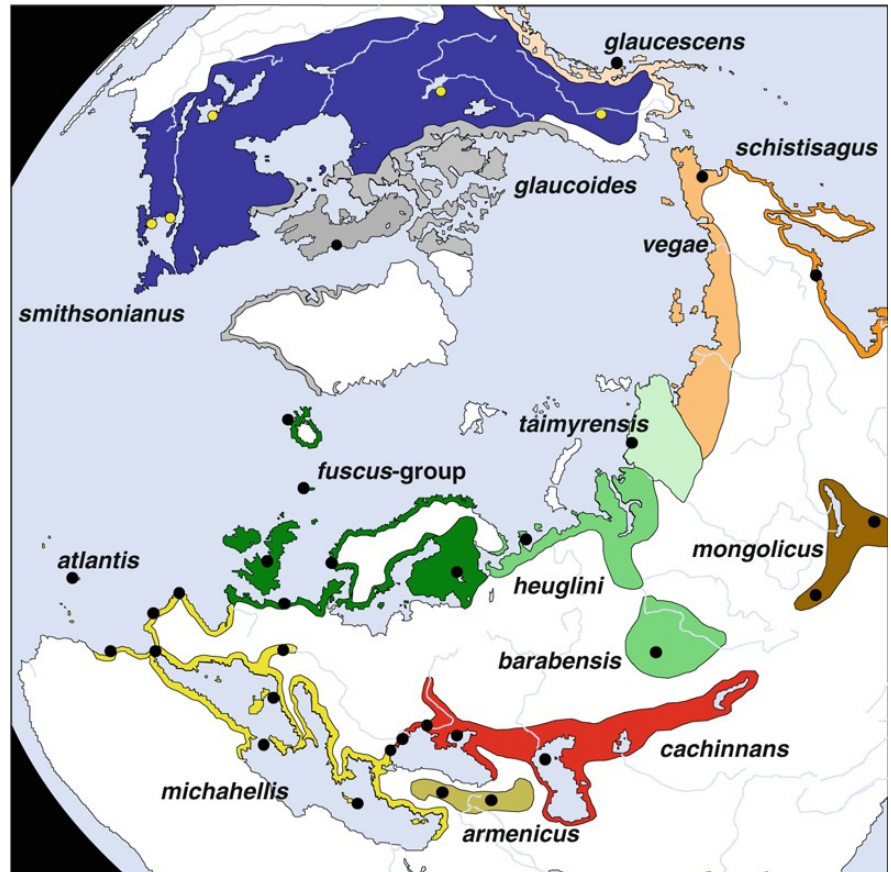 glaucescens
schistisagus
glaucoides
vegae
smithsonianus
taimyrensis
fuscus-group
atlantis
mongolicus
heuglini
barabensis
cachinnans
michahellis
armenicus